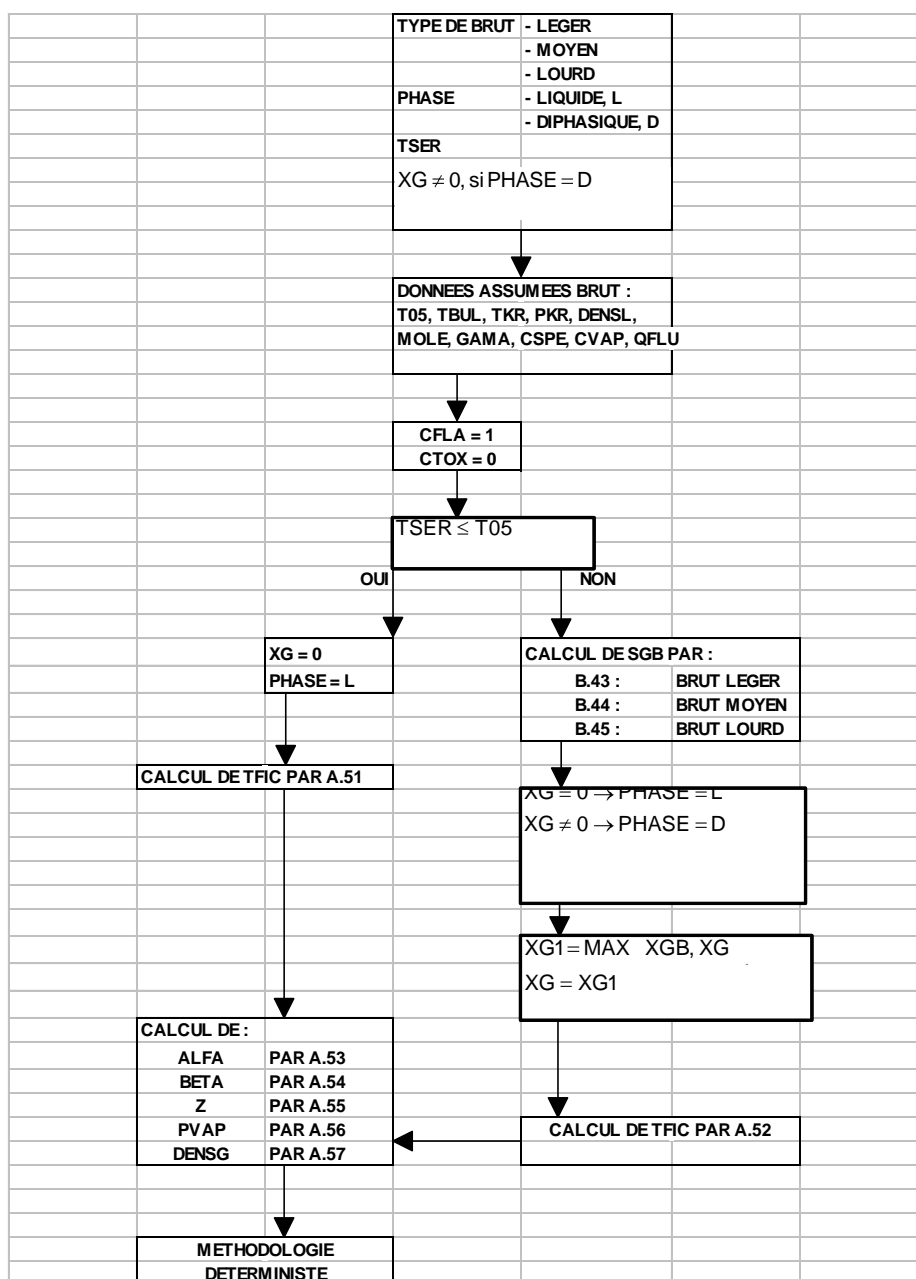 TYPE DE BRUT - LEGER
- MOYEN
- LOURD
PHASE - LIQUIDE, L
- DIPHASIQUE, D
TSER
XG ≠ 0, si PHASE = D
DONNEES ASSUMEES BRUT :
T05, TBUL, TKR, PKR, DENSL,
MOLE, GAMA, CSPE, CVAP, QFLU
CFLA = 1
CTOX = 0
TSER ≤ T05
OUI
NON
XG = 0
PHASE = L
CALCUL DE SGB PAR :
B.43 : BRUT LEGER
B.44 : BRUT MOYEN
B.45 : BRUT LOURD
CALCUL DE TFIC PAR A.51
XG = 0 → PHASE = L
XG ≠ 0 → PHASE = D
XG1 = MAX XGB, XG
XG = XG1
CALCUL DE :
ALFA PAR A.53
BETA PAR A.54
Z PAR A.55
PVAP PAR A.56
DENSG PAR A.57
CALCUL DE TFIC PAR A.52
METHODOLOGIE
DETERMINISTE